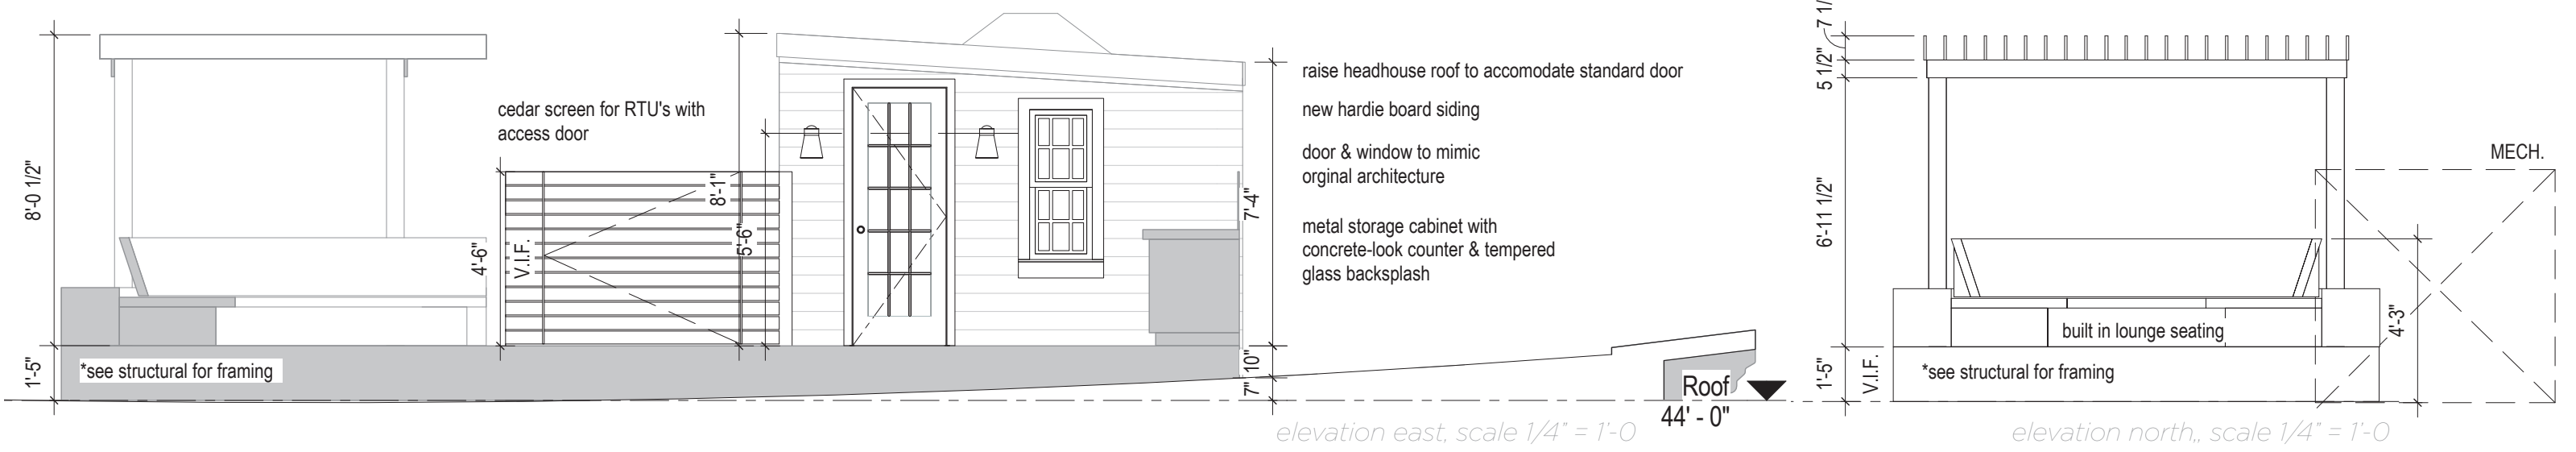 8'-0 1/2"
1'-5"
*see structural for framing
cedar screen for RTU's with
access door
4'-6"
V.I.F.
8'-1"
5'-6"
7'-4"
10"
7"
raise headhouse roof to accomodate standard door
new hardie board siding
door & window to mimic
orginal architecture
metal storage cabinet with
concrete-look counter & tempered
glass backsplash
Roof
44' - 0"
elevation east, scale 1/4" = 1'-0
7 1/
5 1/2"
6'-11 1/2"
1'-5"
V.I.F.
built in lounge seating
*see structural for framing
4'-3"
MECH.
elevation north,, scale 1/4" = 1'-0